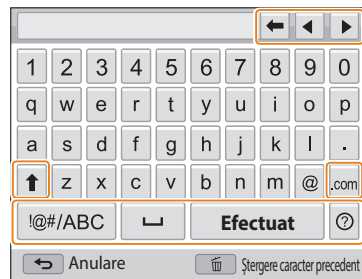 1 2 3 4 5 6 7 8 9 0
q w e r t y u i o p
a s d f g h j k l .
z x c v b n m @ .com
!@#/ABC Efectuat ?
Anulare Ștergere caracter precedent